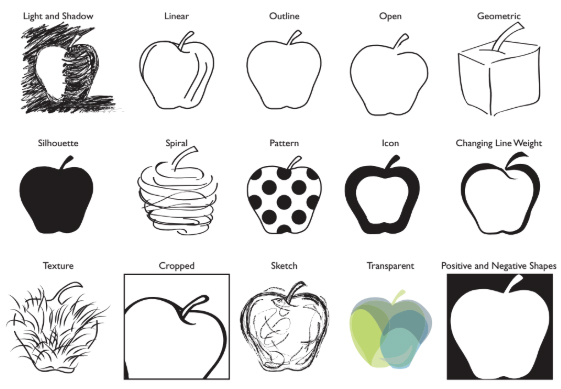 Light and Shadow
Linear
Outline
Open
Geometric
Silhouette
Spiral
Pattern
Icon
Changing Line Weight
Texture
Cropped
Sketch
Transparent
Positive and Negative Shapes